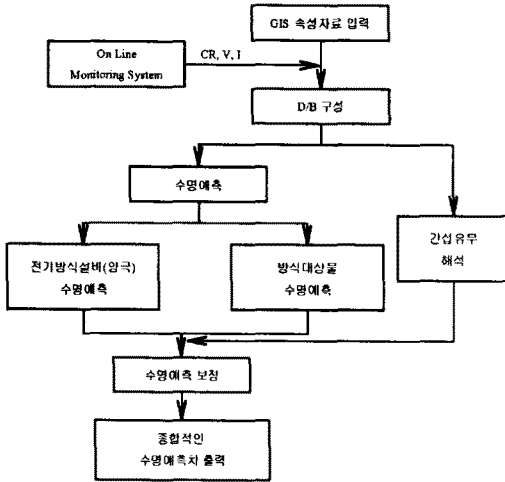 GIS 속성자료 입력
On Line
Monitoring System
CR, V, I
D/B 구성
수명예측
전기방식설비(양극)
수명예측
방식대상물
수명예측
간섭유무
해석
수명예측 보정
종합적인
수명예측치 출력